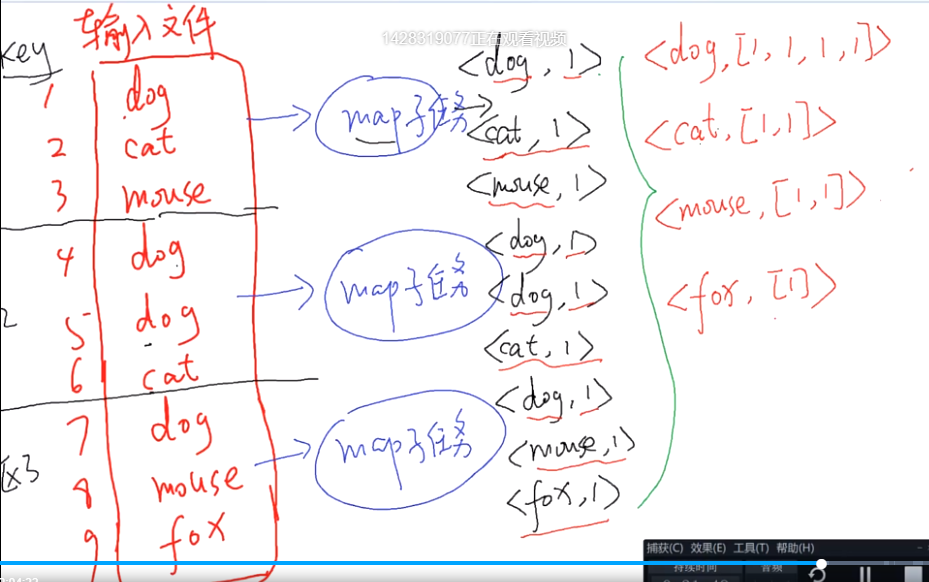 输入文件
1428319077正在观看视频
key
1 dog
2 cat
3 mouse
map子任务
<dog, 1>
<cat, 1>
<mouse, 1>
<dog, [1, 1, 1, 1]>
<cat, [1,1]>
<mouse, [1,1]>
<fox, [1]>
2
4 dog
5 dog
6 cat
map子任务
<dog, 1>
<dog, 1>
<cat, 1>
区3
7 dog
8 mouse
9 fox
map子任务
<dog, 1>
<mouse, 1>
<fox, 1>
捕获(C) 效果(E) 工具(T) 帮助(H)
持续时间 音频